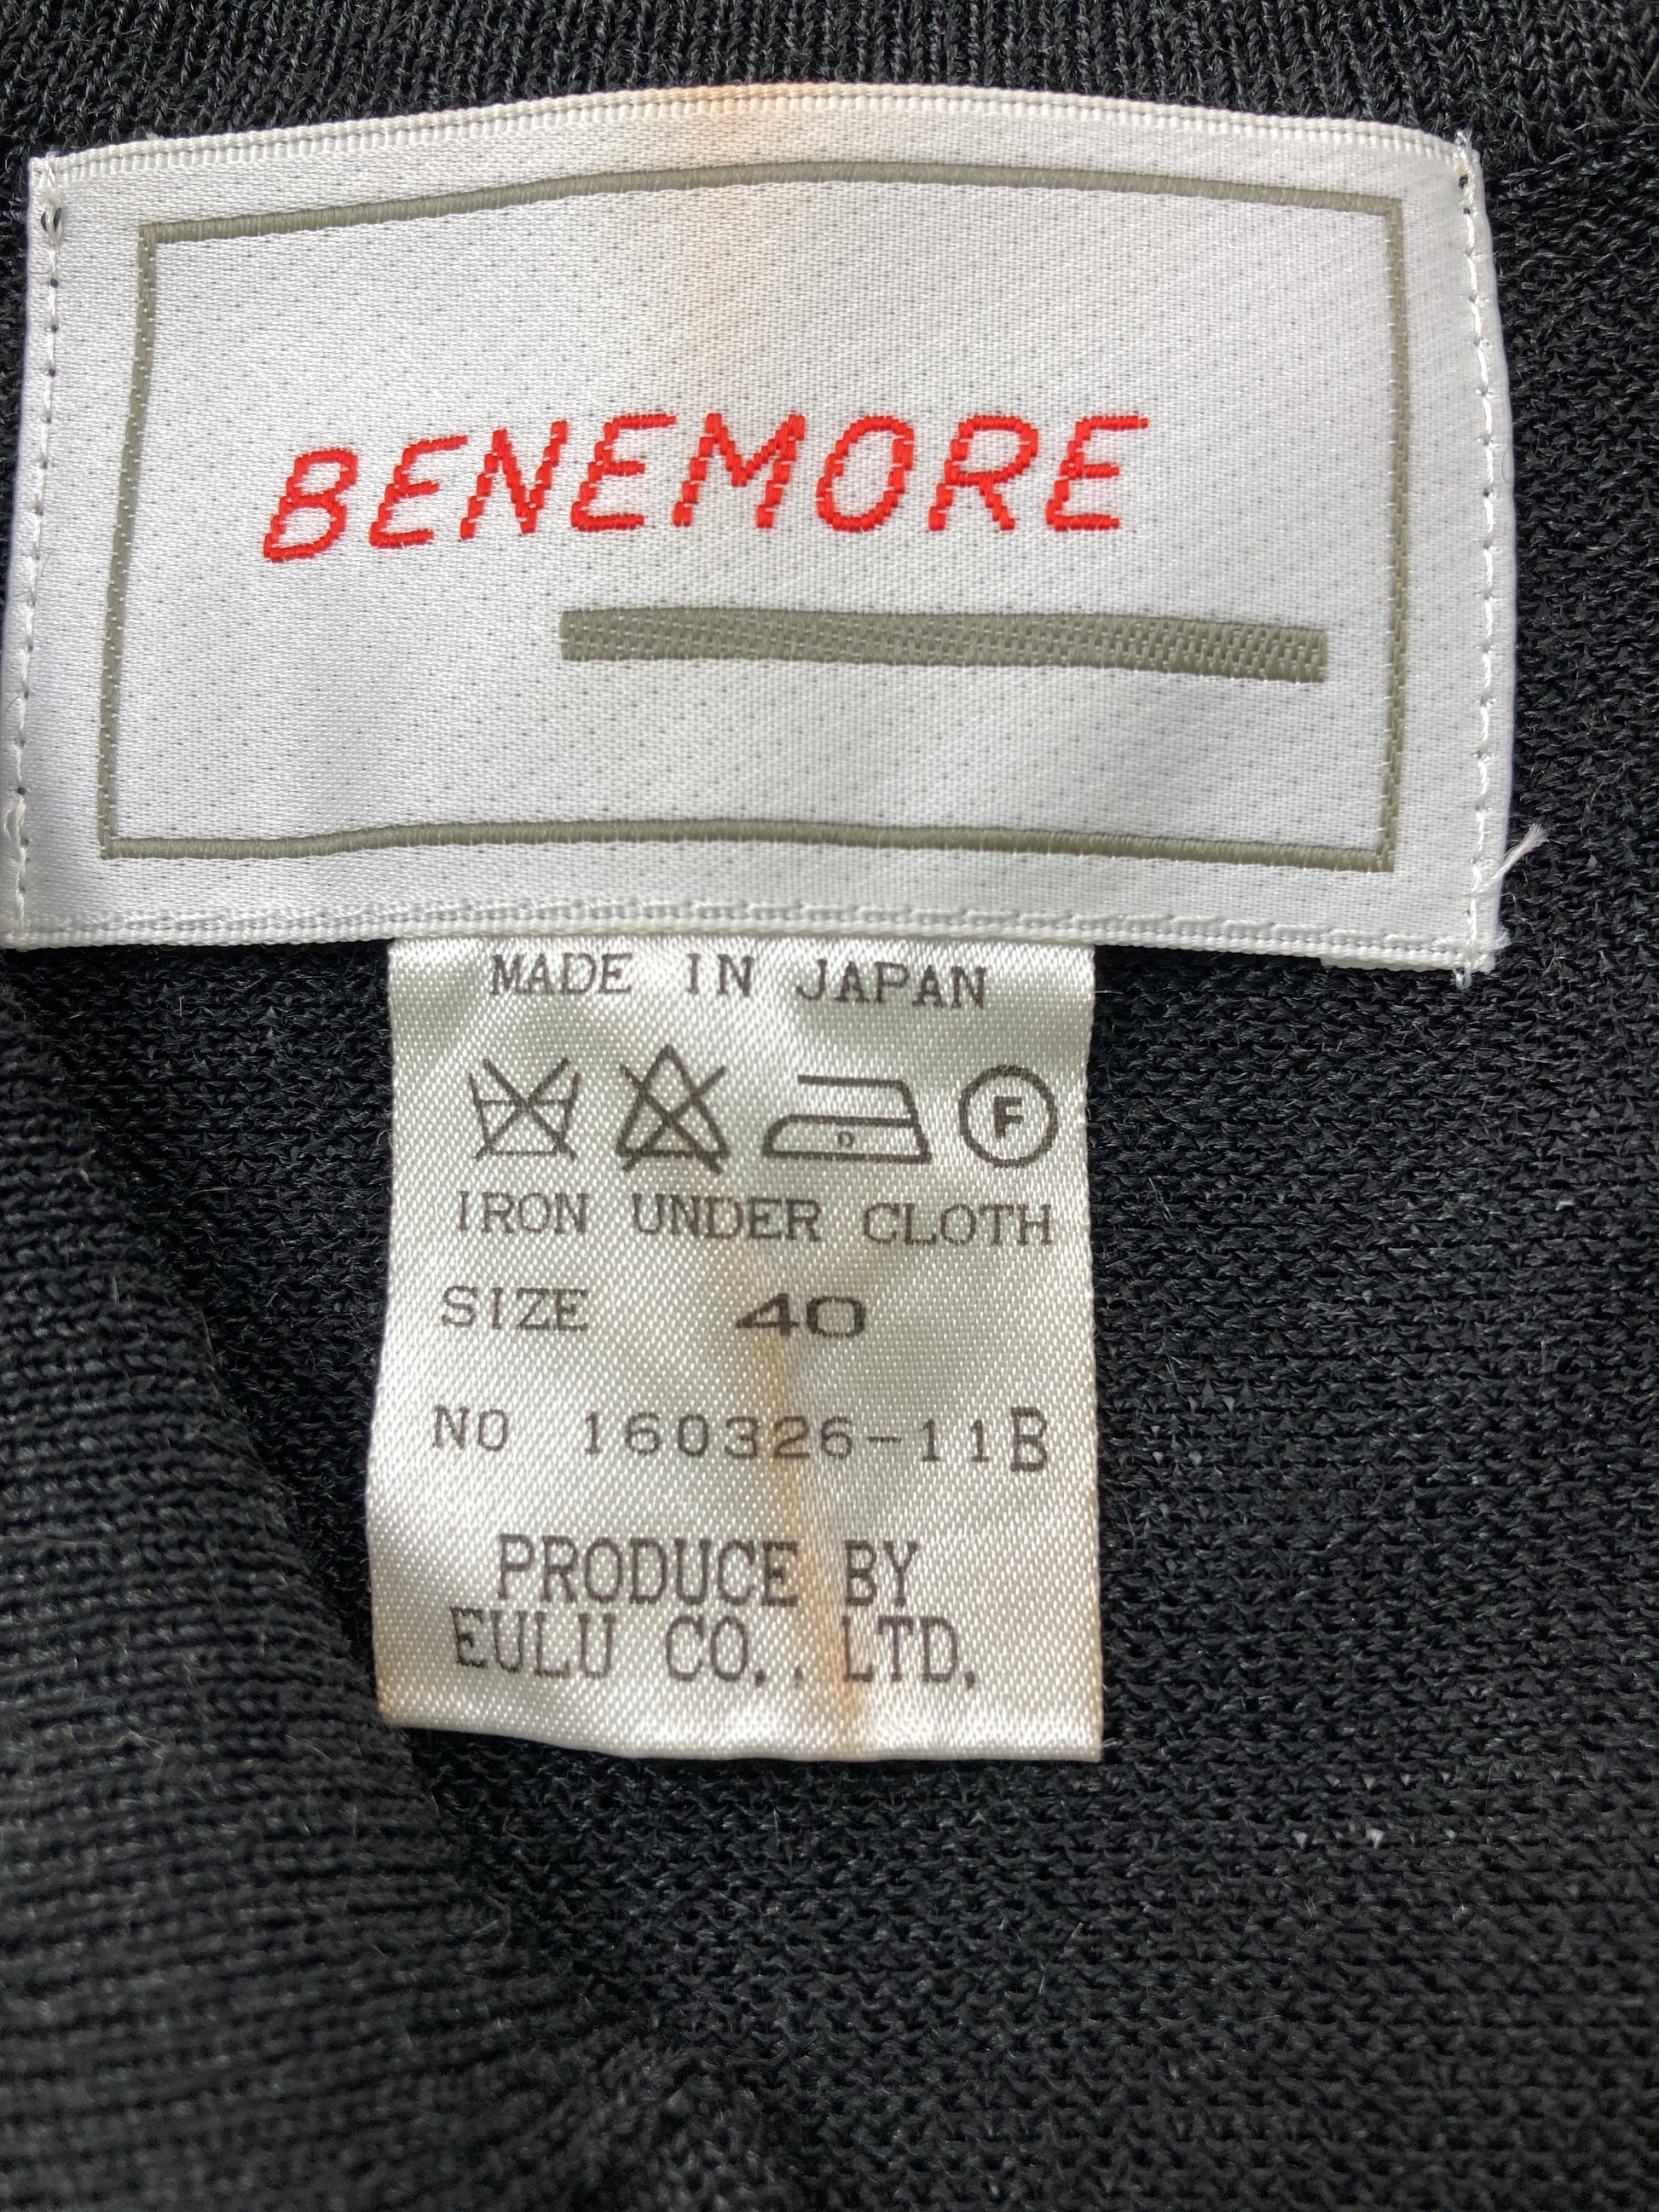 BENEMORE
MADE IN JAPAN
F
IRON UNDER CLOTH
SIZE 40
NO 160326-11B
PRODUCE BY
EULU CO., LTD.